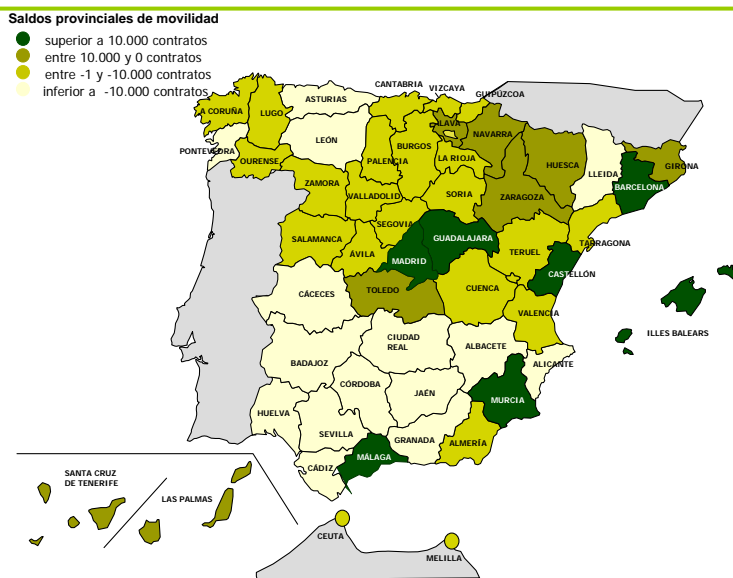 Saldos provinciales de movilidad
superior a 10.000 contratos
entre 10.000 y 0 contratos
entre -1 y -10.000 contratos
inferior a -10.000 contratos
CANTABRIA
VIZCAYA
GUIPÚZCOA
ASTURIAS
A CORUÑA
LUGO
LAVA
NAVARRA
LEÓN
BURGOS
PONTEVEDRA
OURENSE
PALENCIA
LA RIOJA
HUESCA
GIRONA
LLEIDA
BARCELONA
ZAMORA
VALLADOLID
SORIA
ZARAGOZA
SEGOVIA
SALAMANCA
GUADALAJARA
TARRAGONA
ÁVILA
MADRID
TERUEL
CASTELLÓN
CÁCECES
TOLEDO
CUENCA
VALENCIA
ILLES BALEARS
CIUDAD
REAL
ALBACETE
BADAJOZ
ALICANTE
CÓRDOBA
JAÉN
MURCIA
HUELVA
SEVILLA
GRANADA
ALMERÍA
CÁDIZ
MÁLAGA
SANTA CRUZ
DE TENERIFE
LAS PALMAS
CEUTA
MELILLA